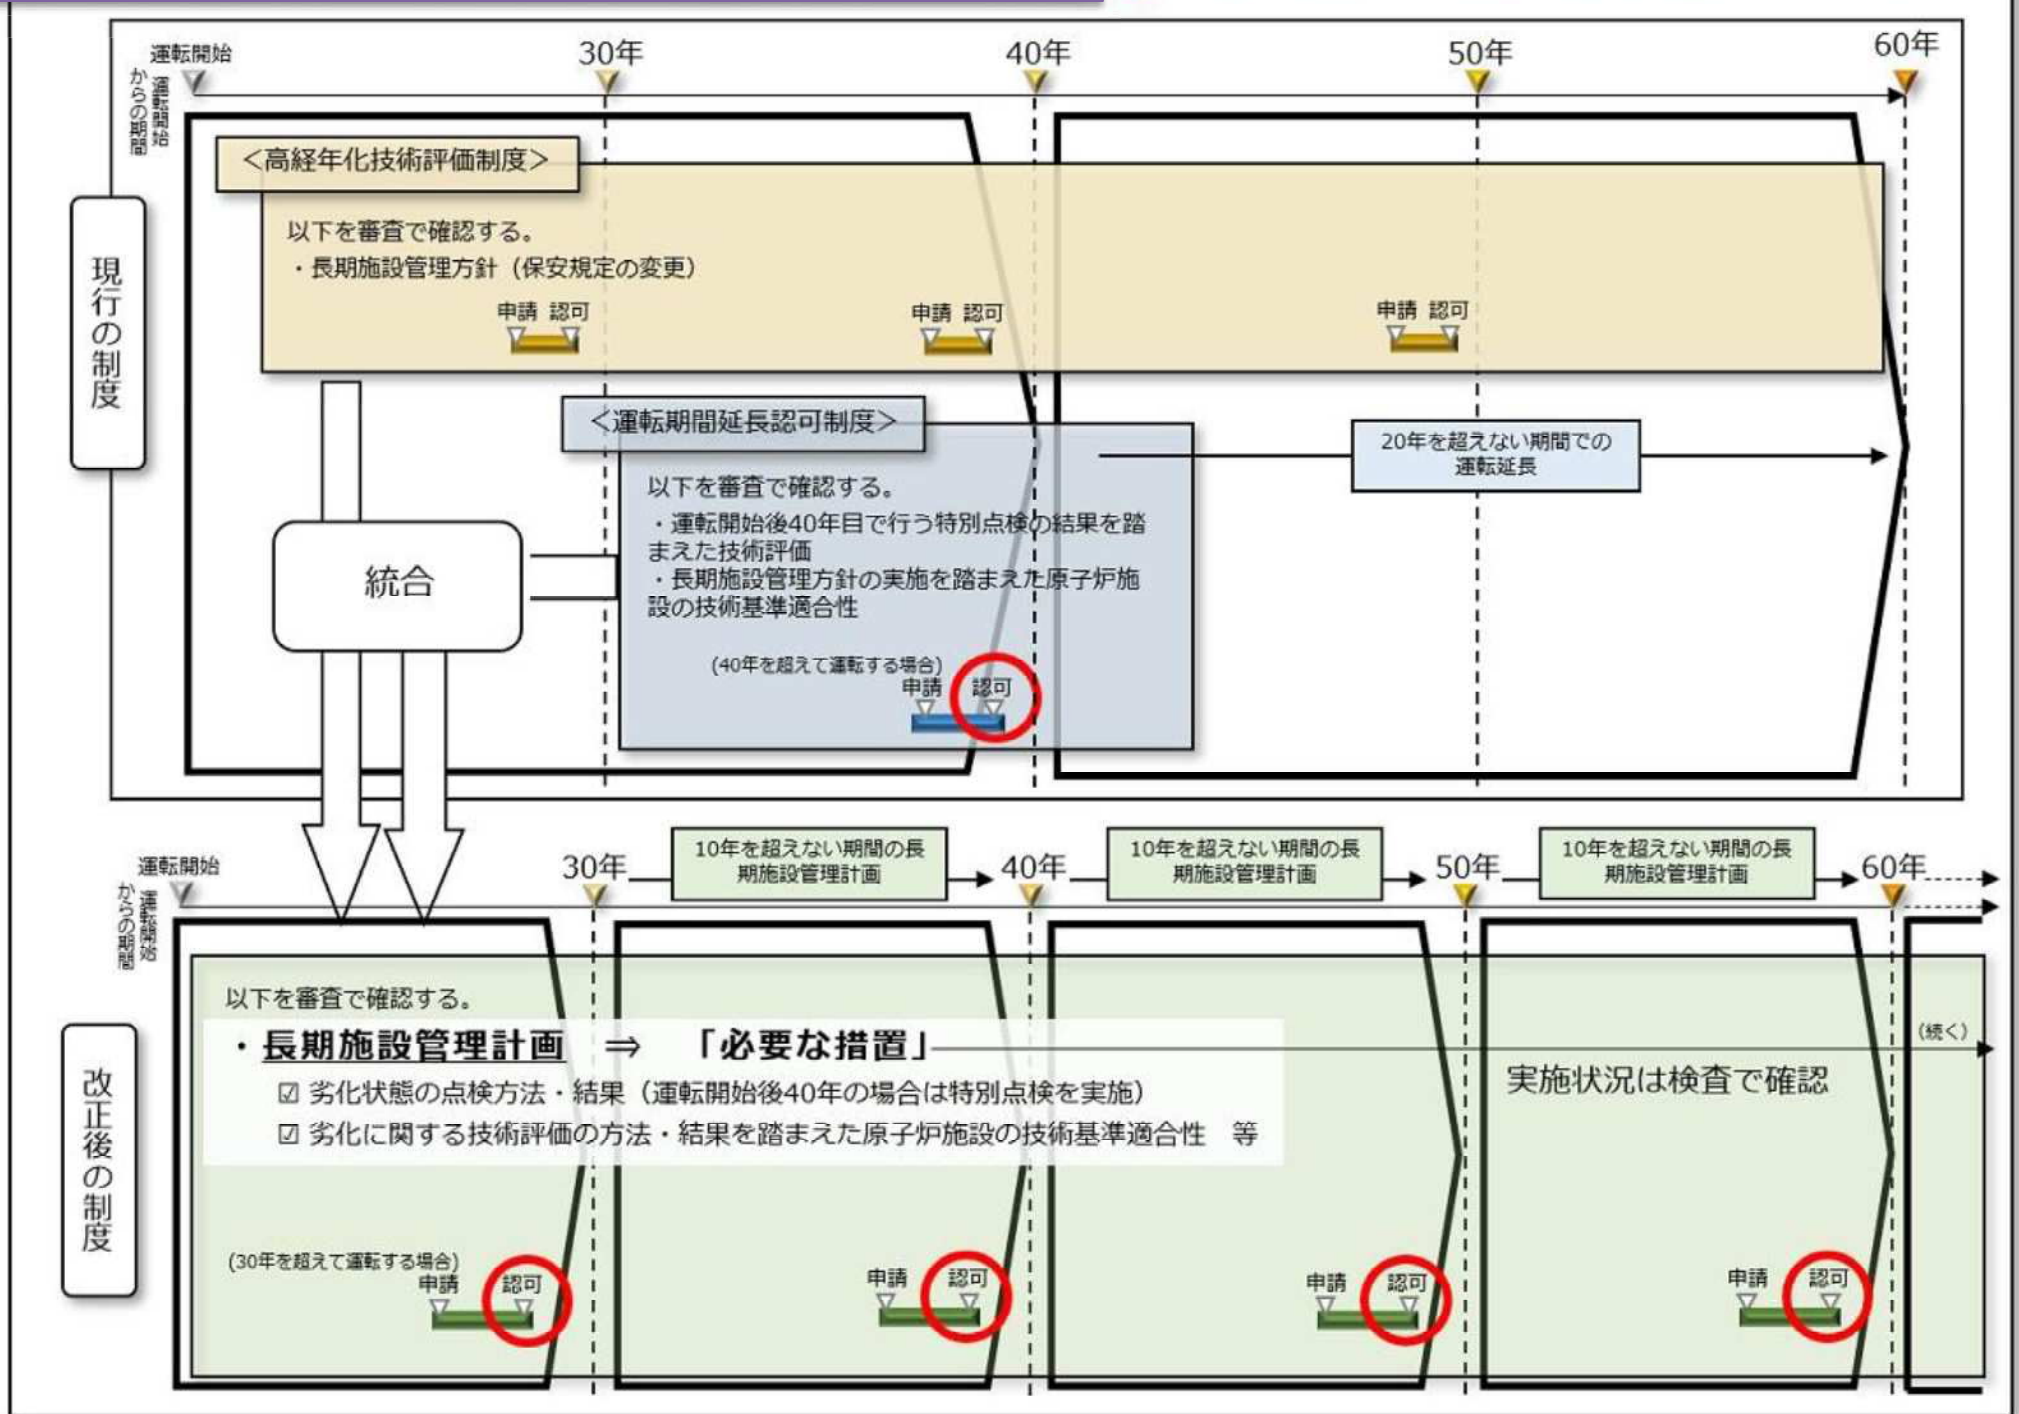 運転開始
30年
40年
50年
60年
運転開始
からの期間
現行の制度
＜高経年化技術評価制度＞
以下を審査で確認する。
・長期施設管理方針（保安規定の変更）
申請 認可
申請 認可
申請 認可
＜運転期間延長認可制度＞
以下を審査で確認する。
・運転開始後40年目で行う特別点検の結果を踏
まえた技術評価
・長期施設管理方針の実施を踏まえた原子炉施
設の技術基準適合性
(40年を超えて運転する場合)
申請 認可
20年を超えない期間での
運転延長
統合
運転開始
30年
10年を超えない期間の長
期施設管理計画
40年
10年を超えない期間の長
期施設管理計画
50年
10年を超えない期間の長
期施設管理計画
60年
運転開始
からの期間
改正後の制度
以下を審査で確認する。
・長期施設管理計画 ⇒ 「必要な措置」
☑ 劣化状態の点検方法・結果（運転開始後40年の場合は特別点検を実施）
☑ 劣化に関する技術評価の方法・結果を踏まえた原子炉施設の技術基準適合性　等
(続く)
実施状況は検査で確認
(30年を超えて運転する場合)
申請 認可
申請 認可
申請 認可
申請 認可